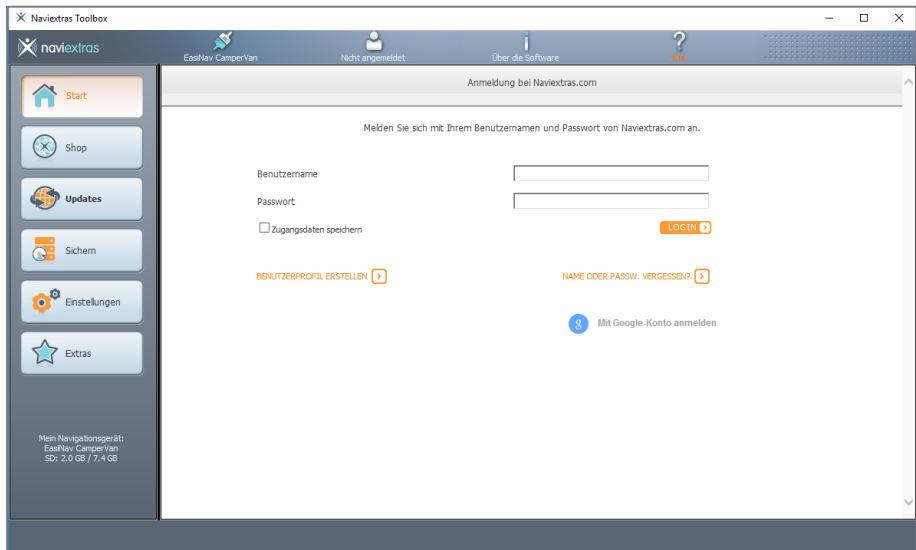 Naviextras Toolbox
naviextras
EasiNav CamperVan
Nicht angemeldet
Über die Software
?
Hilfe
Start
Shop
Updates
Sichern
Einstellungen
Extras
Mein Navigationsgerät:
EasiNav CamperVan
SD: 2.0 GB / 7.4 GB
Anmeldung bei Naviextras.com
Melden Sie sich mit Ihrem Benutzernamen und Passwort von Naviextras.com an.
Benutzername
Passwort
Zugangsdaten speichern
LOGIN
BENUTZERPROFIL ERSTELLEN
NAME ODER PASSW. VERGESSEN?
g
Mit Google-Konto anmelden